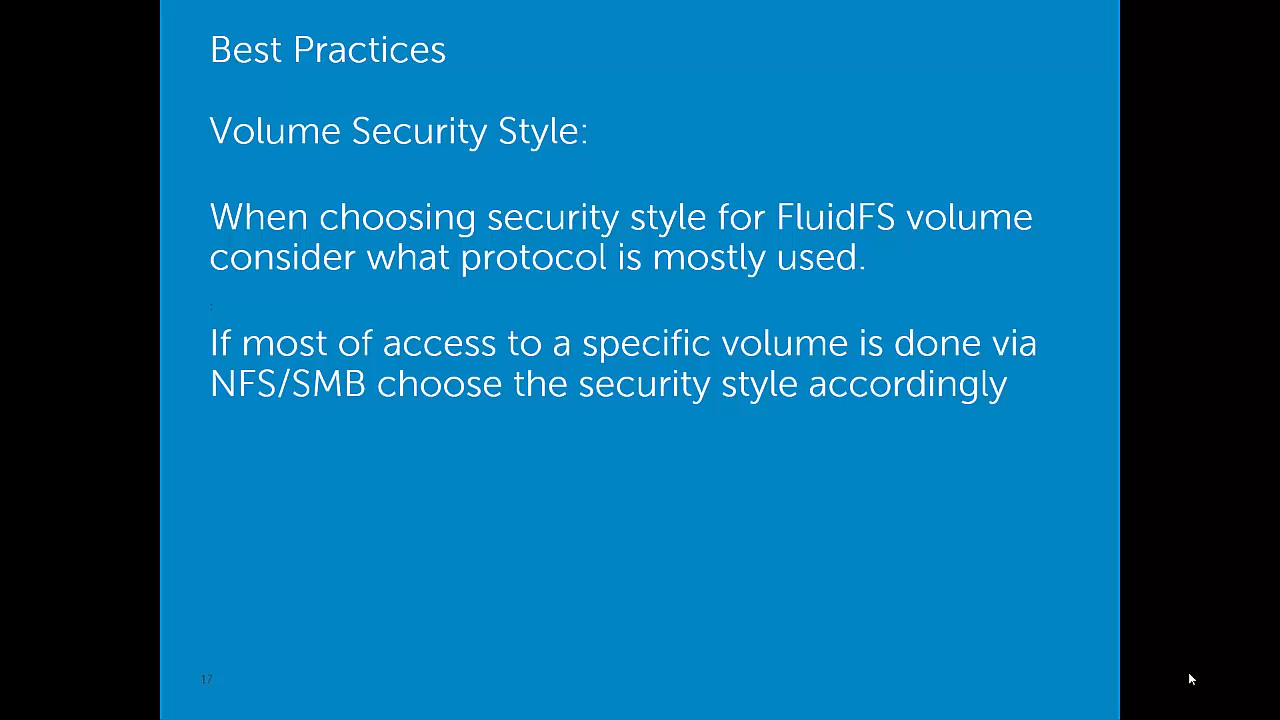 Best Practices
Volume Security Style:
When choosing security style for FluidFS volume
consider what protocol is mostly used.
:
If most of access to a specific volume is done via
NFS/SMB choose the security style accordingly
17